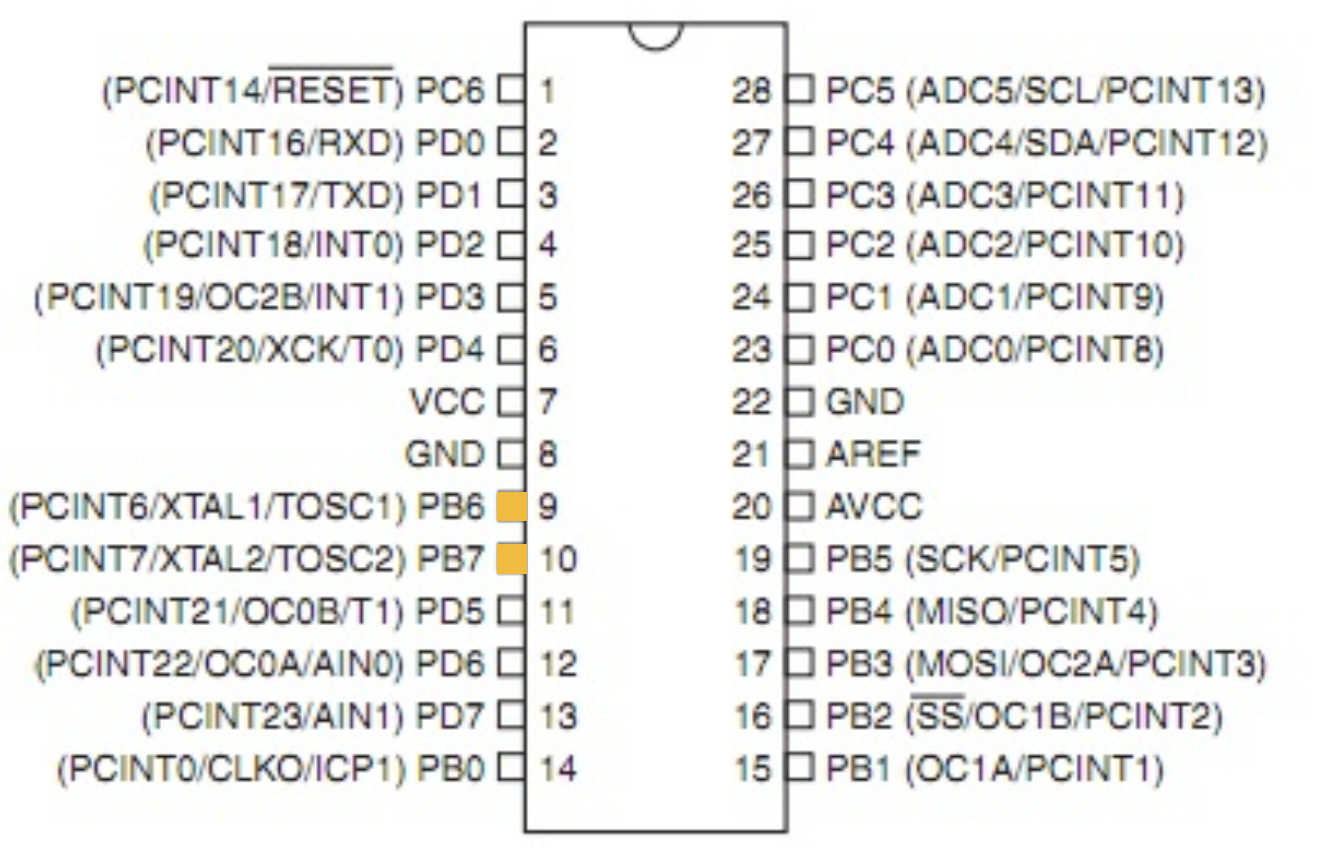 (PCINT14/RESET) PC6 1 28 PC5 (ADC5/SCL/PCINT13)
(PCINT16/RXD) PD0 2 27 PC4 (ADC4/SDA/PCINT12)
(PCINT17/TXD) PD1 3 26 PC3 (ADC3/PCINT11)
(PCINT18/INT0) PD2 4 25 PC2 (ADC2/PCINT10)
(PCINT19/OC2B/INT1) PD3 5 24 PC1 (ADC1/PCINT9)
(PCINT20/XCK/T0) PD4 6 23 PC0 (ADC0/PCINT8)
VCC 7 22 GND
GND 8 21 AREF
(PCINT6/XTAL1/TOSC1) PB6 9 20 AVCC
(PCINT7/XTAL2/TOSC2) PB7 10 19 PB5 (SCK/PCINT5)
(PCINT21/OC0B/T1) PD5 11 18 PB4 (MISO/PCINT4)
(PCINT22/OC0A/AIN0) PD6 12 17 PB3 (MOSI/OC2A/PCINT3)
(PCINT23/AIN1) PD7 13 16 PB2 (SS/OC1B/PCINT2)
(PCINT0/CLKO/ICP1) PB0 14 15 PB1 (OC1A/PCINT1)